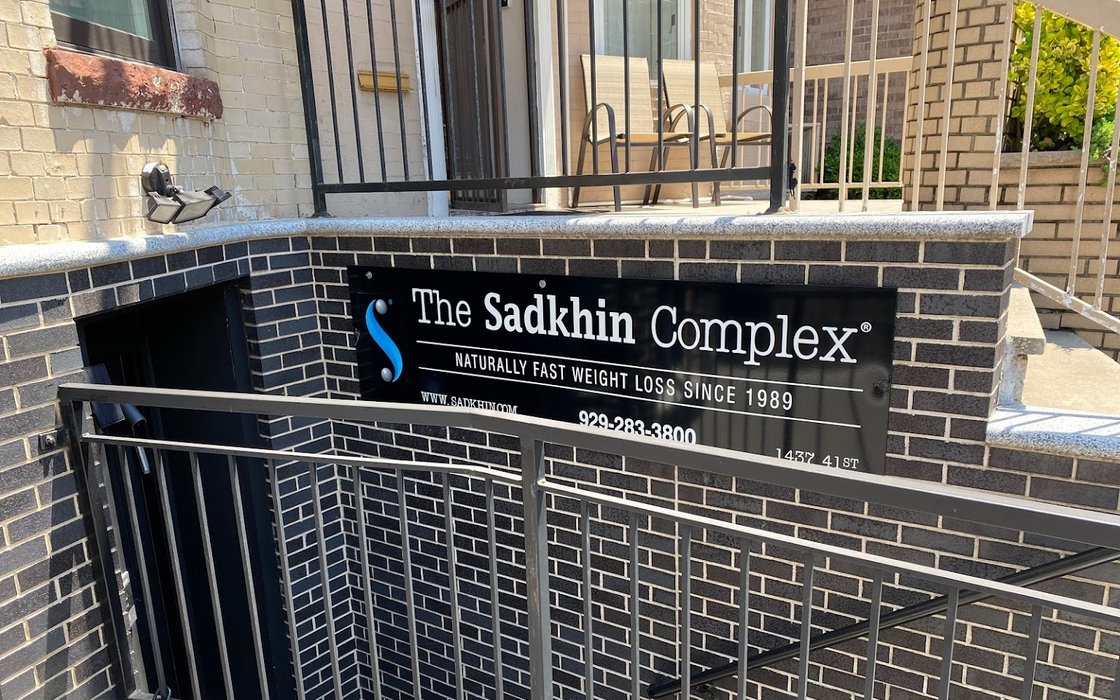 The Sadkhin Complex®
NATURALLY FAST WEIGHT LOSS SINCE 1989
WWW.SADKHIN.COM
929-283-3800
1437 41ST